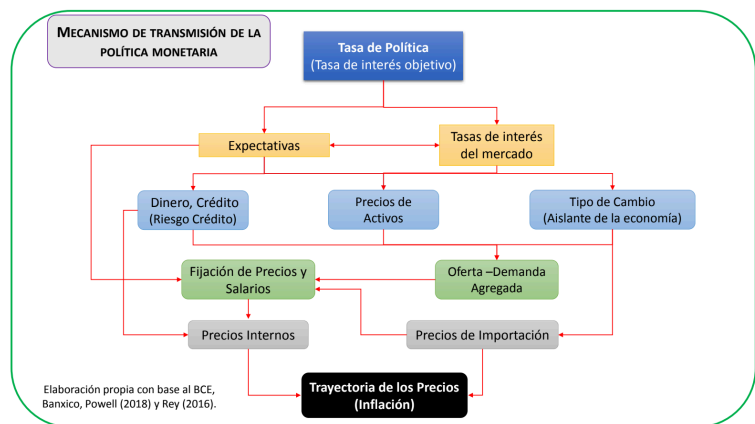 MECANISMO DE TRANSMISIÓN DE LA
POLÍTICA MONETARIA
Tasa de Política
(Tasa de interés objetivo)
Expectativas
Tasas de interés
del mercado
Dinero, Crédito
(Riesgo Crédito)
Precios de
Activos
Tipo de Cambio
(Aislante de la economía)
Fijación de Precios y
Salarios
Oferta –Demanda
Agregada
Precios Internos
Precios de Importación
Elaboración propia con base al BCE,
Banxico, Powell (2018) y Rey (2016).
Trayectoria de los Precios
(Inflación)